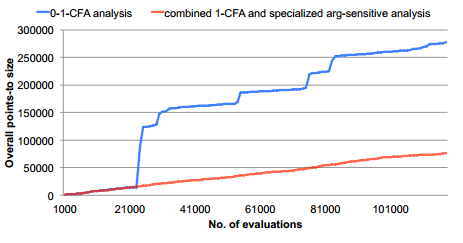 0-1-CFA analysis combined 1-CFA and specialized arg-sensitive analysis
Overall points-to size
300000
250000
200000
150000
100000
50000
0
1000 21000 41000 61000 81000 101000
No. of evaluations